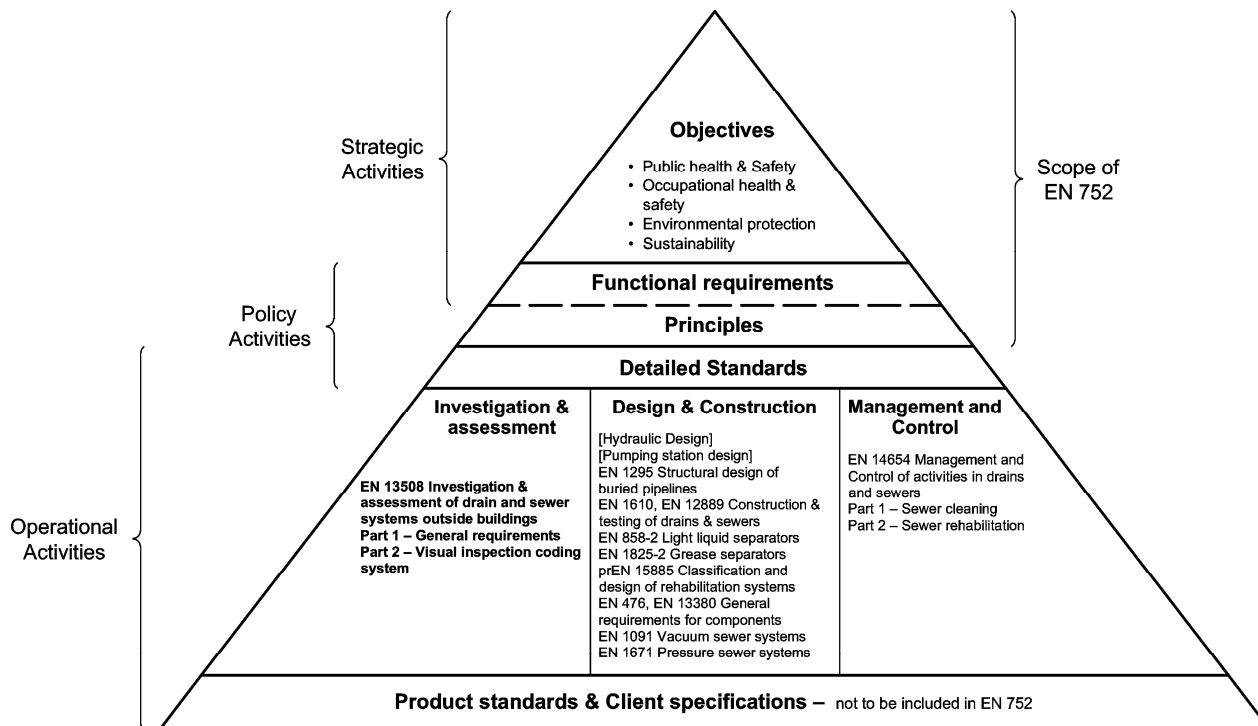 Strategic
Activities
Objectives
• Public health & Safety
• Occupational health &
safety
• Environmental protection
• Sustainability
Scope of
EN 752
Functional requirements
Policy
Activities
Principles
Detailed Standards
Operational
Activities
Investigation &
assessment
EN 13508 Investigation &
assessment of drain and sewer
systems outside buildings
Part 1 – General requirements
Part 2 – Visual inspection coding
system
Design & Construction
[Hydraulic Design]
[Pumping station design]
EN 1295 Structural design of
buried pipelines
EN 1610, EN 12889 Construction &
testing of drains & sewers
EN 858-2 Light liquid separators
EN 1825-2 Grease separators
prEN 15885 Classification and
design of rehabilitation systems
EN 476, EN 13380 General
requirements for components
EN 1091 Vacuum sewer systems
EN 1671 Pressure sewer systems
Management and
Control
EN 14654 Management and
Control of activities in drains
and sewers
Part 1 – Sewer cleaning
Part 2 – Sewer rehabilitation
Product standards & Client specifications – not to be included in EN 752